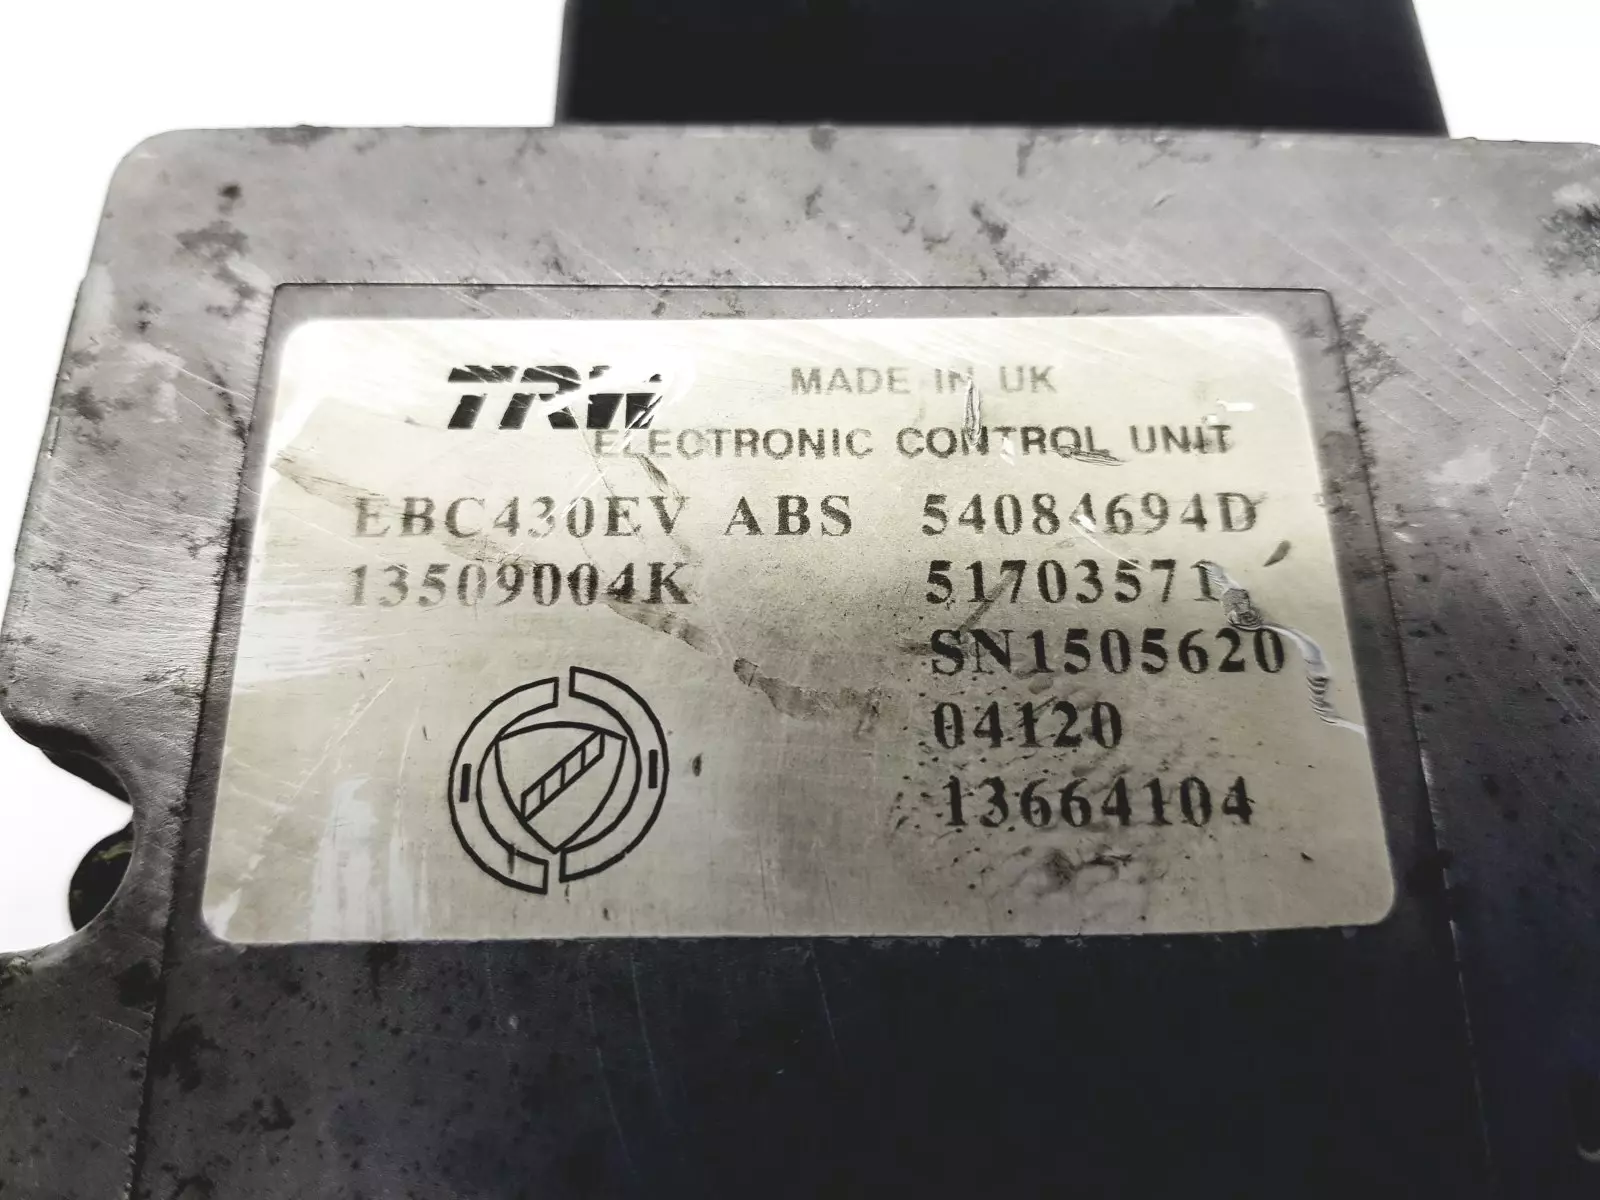 TRW MADE IN UK
ELECTRONIC CONTROL UNIT
EBC430EV ABS 54084694D
13509004K 51703571
SN1505620
04120
13664104